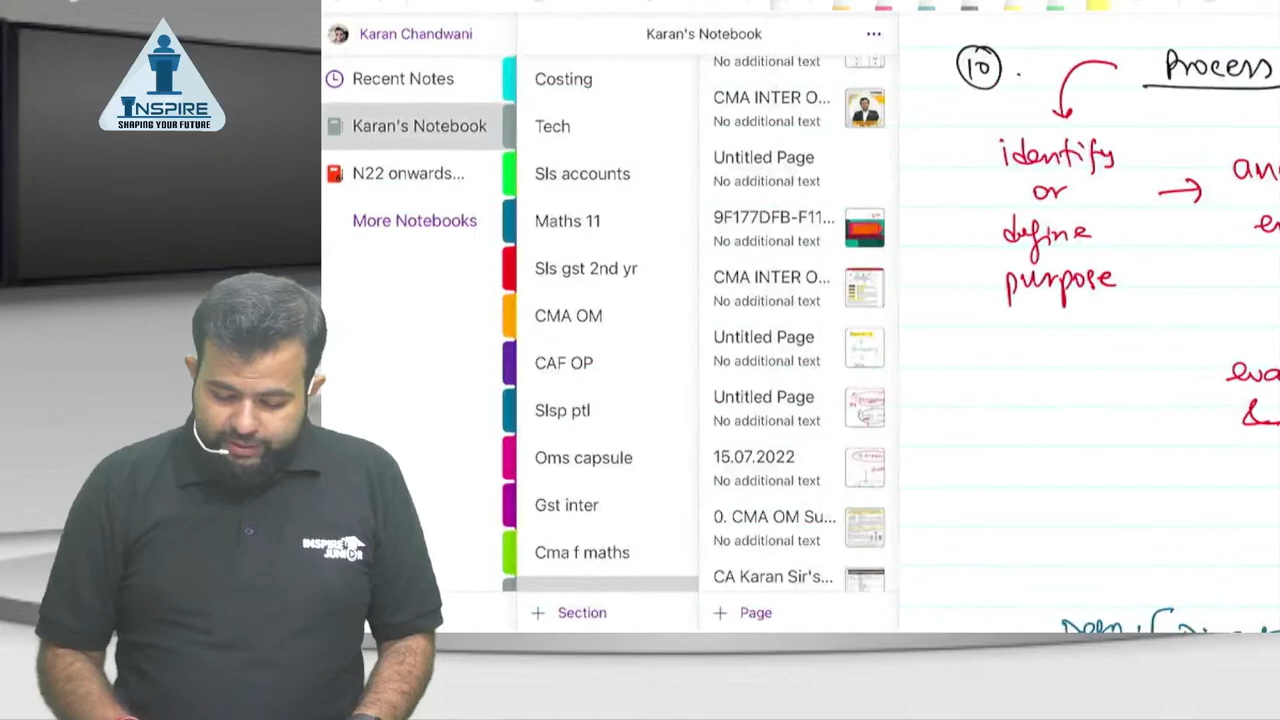 INSPIRE
SHAPING YOUR FUTURE
INSPIRE
JUNIOR
Karan Chandwani
Recent Notes
Karan's Notebook
N22 onwards...
More Notebooks
Costing
Tech
Sls accounts
Maths 11
Sls gst 2nd yr
CMA OM
CAF OP
Slsp ptl
Oms capsule
Gst inter
Cma f maths
+ Section
Karan's Notebook
...
No additional text
CMA INTER O...
No additional text
Untitled Page
No additional text
9F177DFB-F11...
No additional text
CMA INTER O...
No additional text
Untitled Page
No additional text
Untitled Page
No additional text
15.07.2022
No additional text
0. CMA OM Su...
No additional text
CA Karan Sir's...
+ Page
10.
Process
identify
or
define
purpose
→